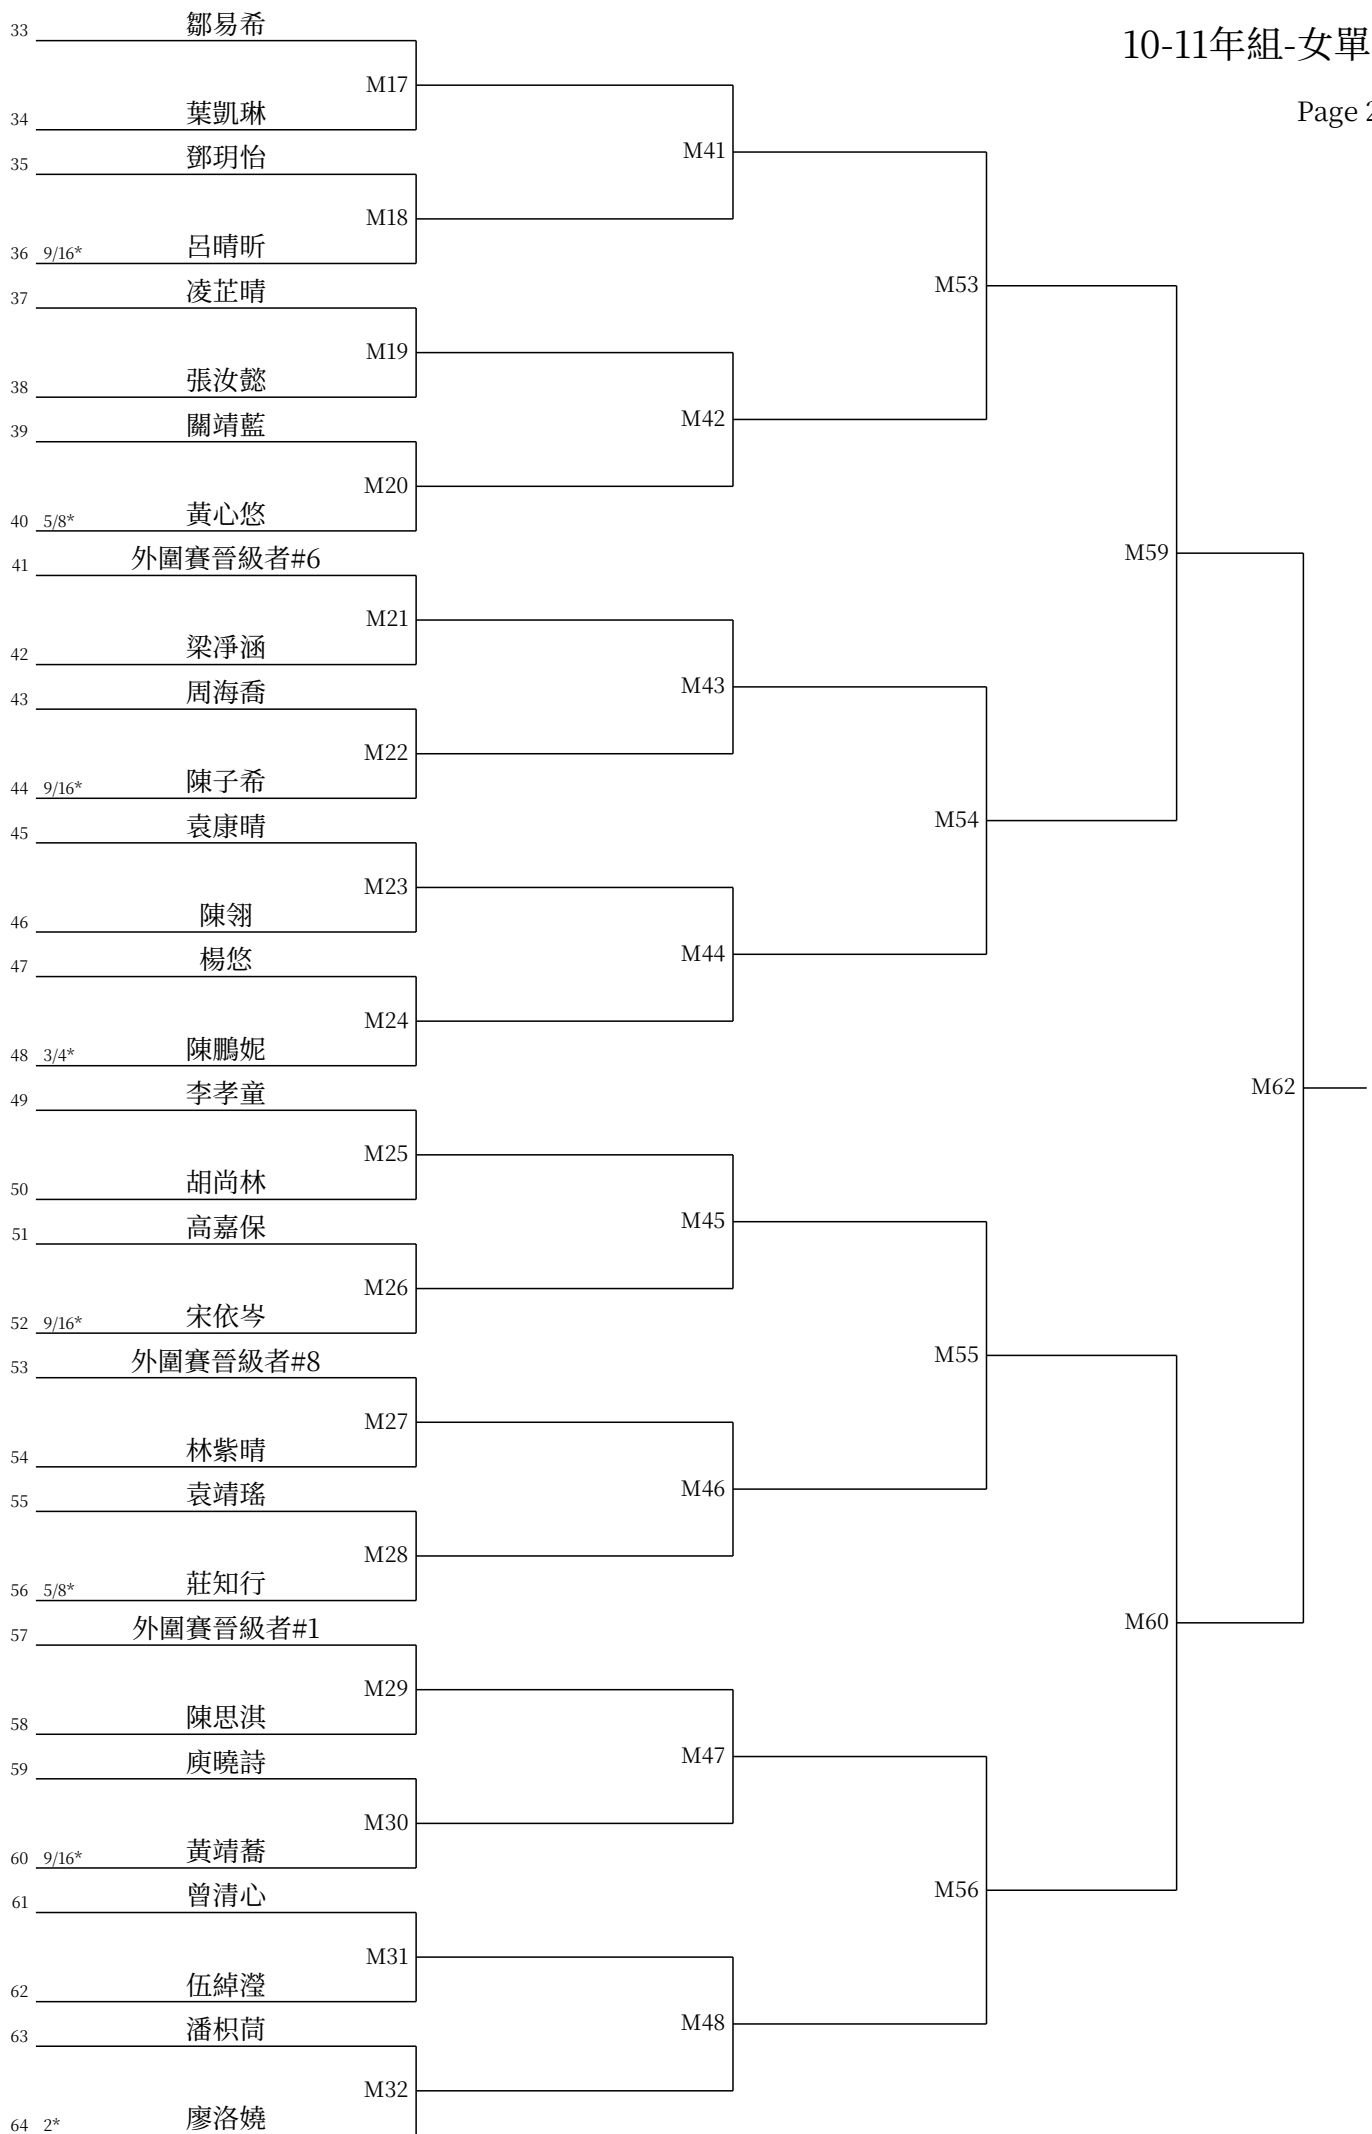 10-11年組-女單
Page 2
33 鄒易希
M17
34 葉凱琳
M41
35 鄧玥怡
M18
36 9/16* 呂晴昕
M53
37 凌芷晴
M19
38 張汝懿
M42
39 關靖藍
M20
40 5/8* 黃心悠
M59
41 外圍賽晉級者#6
M21
42 梁凈涵
M43
43 周海喬
M22
44 9/16* 陳子希
M54
45 袁康晴
M23
46 陳翎
M44
47 楊悠
M24
48 3/4* 陳鵬妮
M62
49 李孝童
M25
50 胡尚林
M45
51 高嘉保
M26
52 9/16* 宋依岑
M55
53 外圍賽晉級者#8
M27
54 林紫晴
M46
55 袁靖瑤
M28
56 5/8* 莊知行
M60
57 外圍賽晉級者#1
M29
58 陳思淇
M47
59 庾曉詩
M30
60 9/16* 黃靖蕎
M56
61 曾清心
M31
62 伍綽瀅
M48
63 潘枳茼
M32
64 2* 廖洛嬈